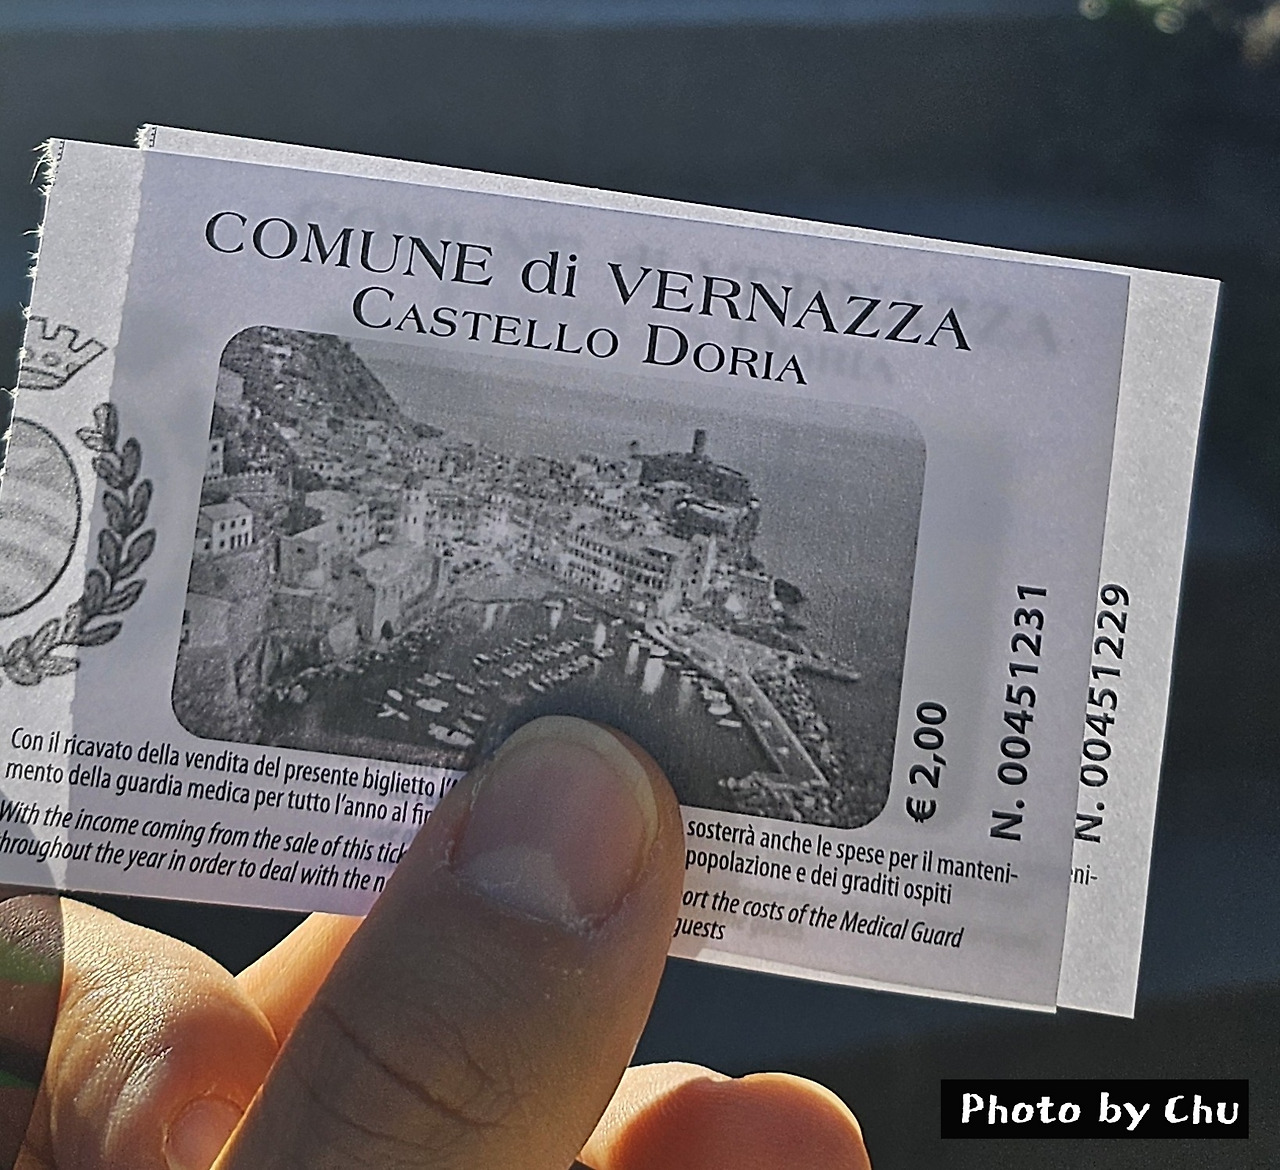 COMUNE di VERNAZZA
CASTELLO DORIA
€ 2,00
N. 00451231
N. 00451229
Con il ricavato della vendita del presente biglietto l'
sosterrà anche le spese per il manteni-
mento della guardia medica per tutto l'anno al
popolazione e dei graditi ospiti
With the income coming from the sale of this
ort the costs of the Medical Guard
throughout the year in order to deal with the
guests
eni-
Photo by Chu